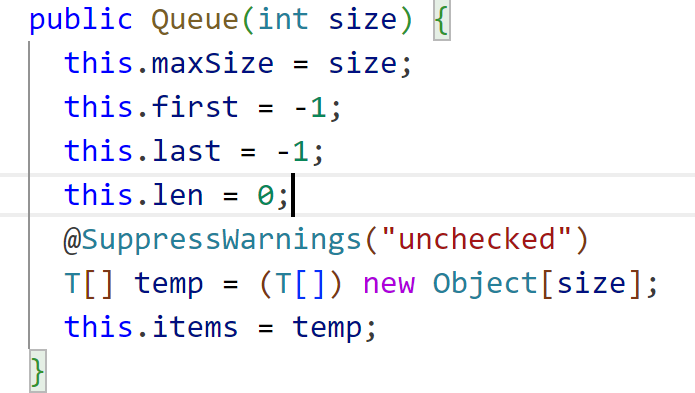 public Queue(int size) {
this.maxSize = size;
this.first = -1;
this.last = -1;
this.len = 0;
@SuppressWarnings("unchecked")
T[] temp = (T[]) new Object[size];
this.items = temp;
}